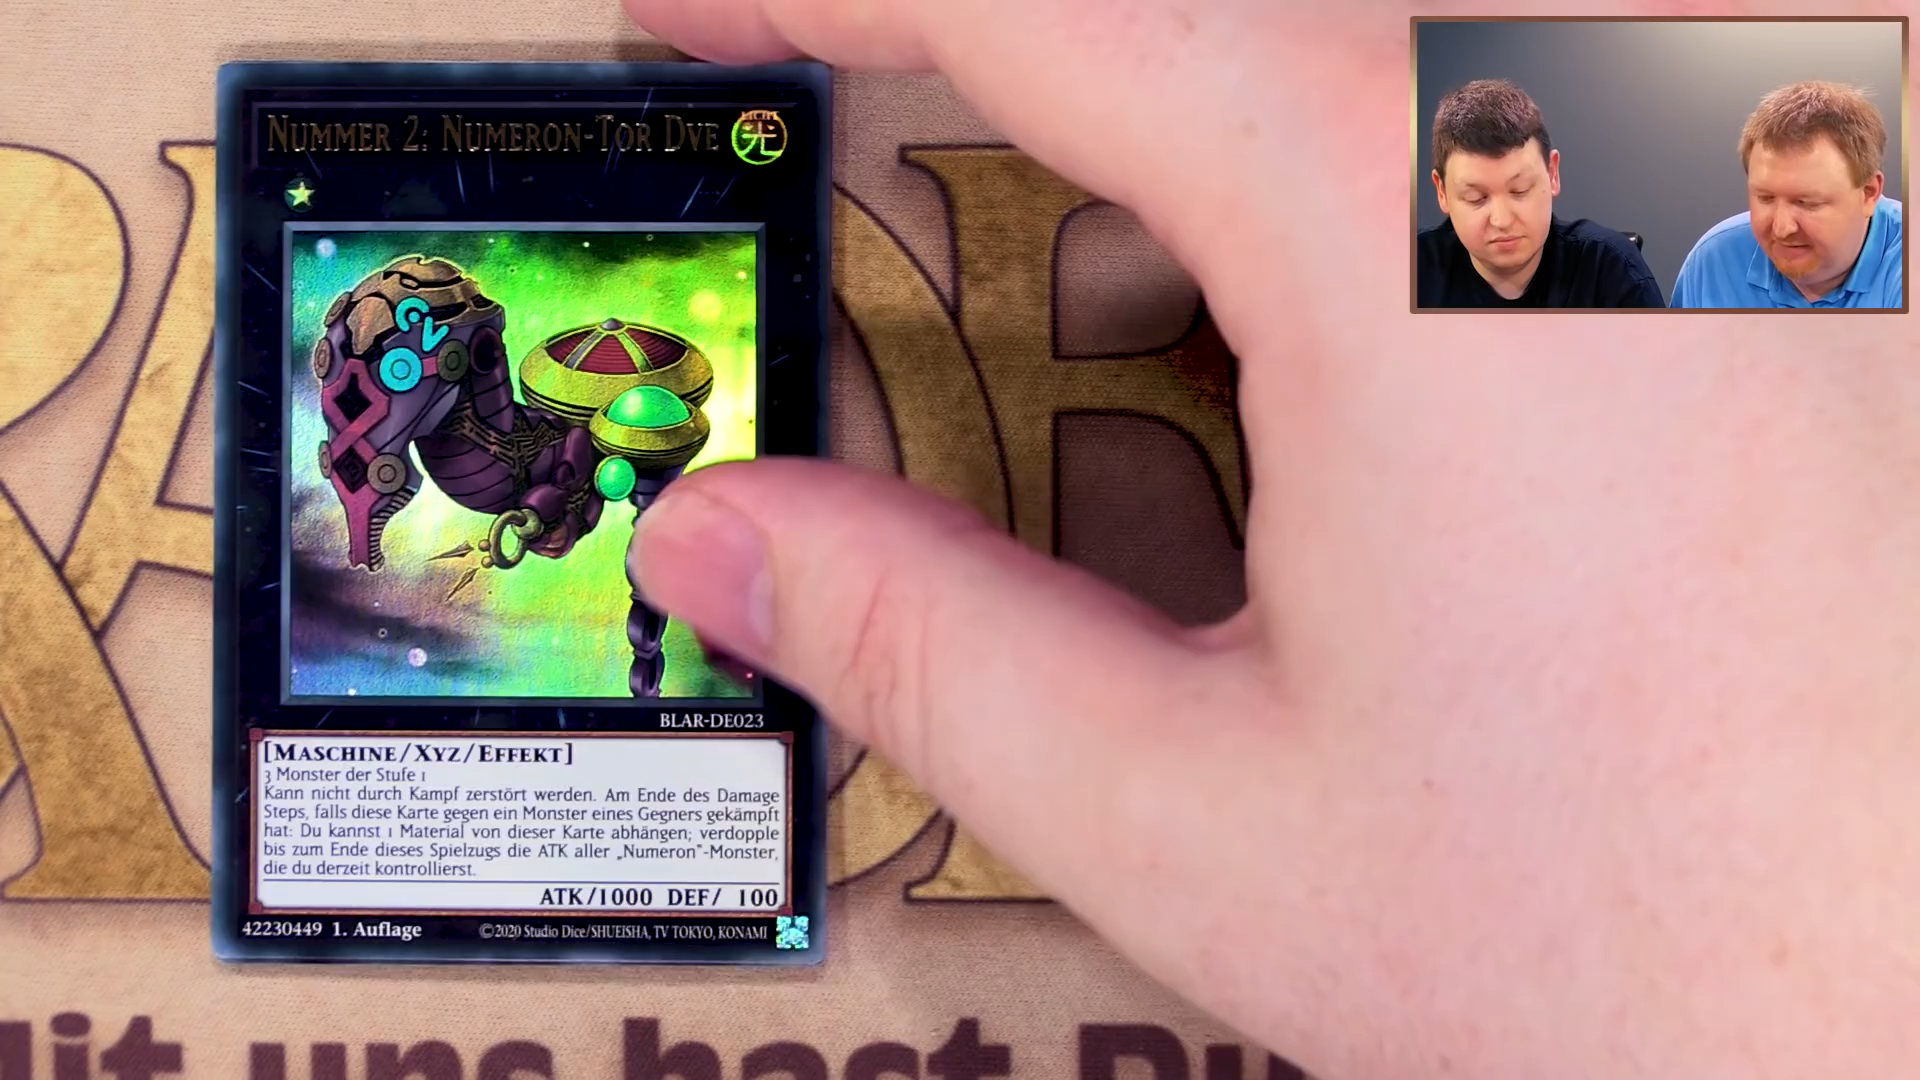 NUMMER 2: NUMERON-TOR DVE
LICHT
光
BLAR-DE023
[MASCHINE/XYZ/EFFEKT]
3 Monster der Stufe 1
Kann nicht durch Kampf zerstört werden. Am Ende des Damage
Steps, falls diese Karte gegen ein Monster eines Gegners gekämpft
hat: Du kannst 1 Material von dieser Karte abhängen; verdopple
bis zum Ende dieses Spielzugs die ATK aller „Numeron“-Monster,
die du derzeit kontrollierst.
ATK/1000 DEF/ 100
42230449 1. Auflage
©2020 Studio Dice/SHUEISHA, TV TOKYO, KONAMI
uns hast